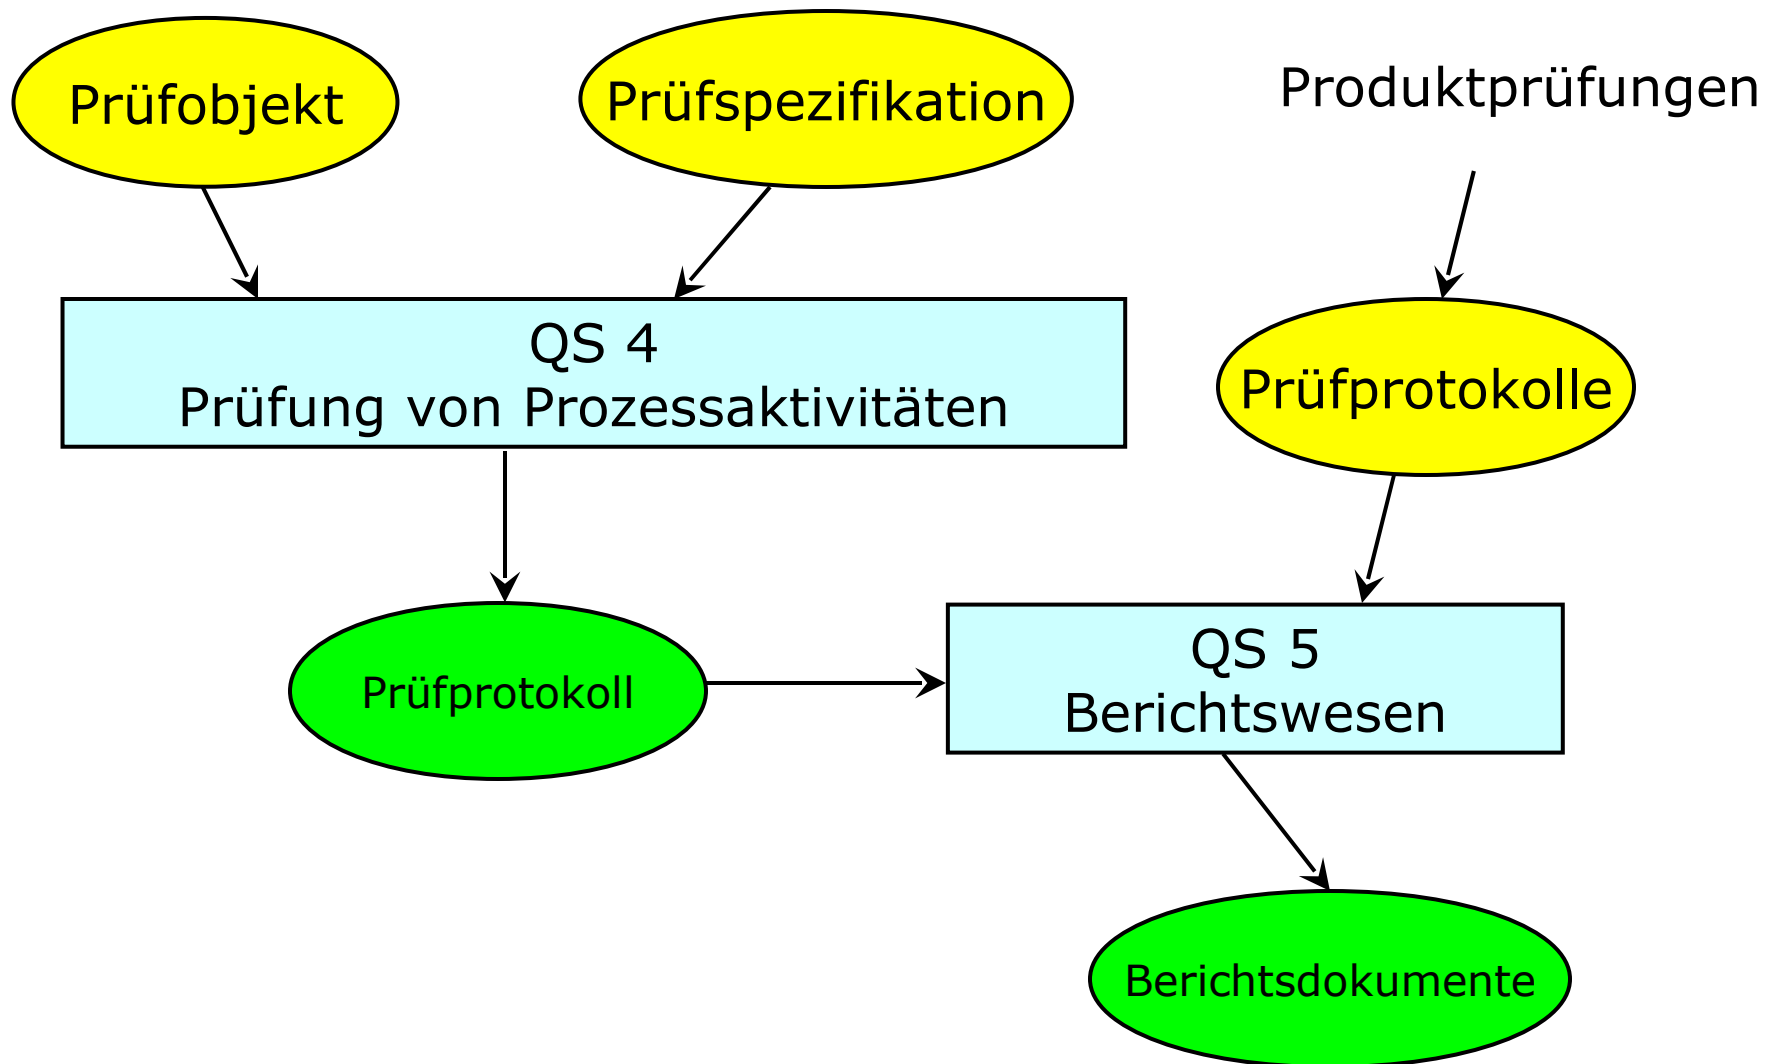 Prüfobjekt
Prüfspezifikation
Produktprüfungen
QS 4
Prüfung von Prozessaktivitäten
Prüfprotokolle
Prüfprotokoll
QS 5
Berichtswesen
Berichtsdokumente